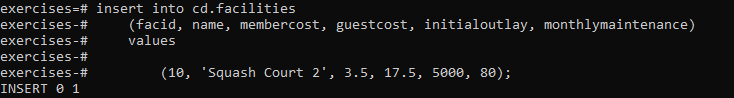 exercises=# insert into cd.facilities
exercises-#     (facid, name, membercost, guestcost, initialoutlay, monthlymaintenance)
exercises-#     values
exercises-#
exercises-#         (10, 'Squash Court 2', 3.5, 17.5, 5000, 80);
INSERT 0 1